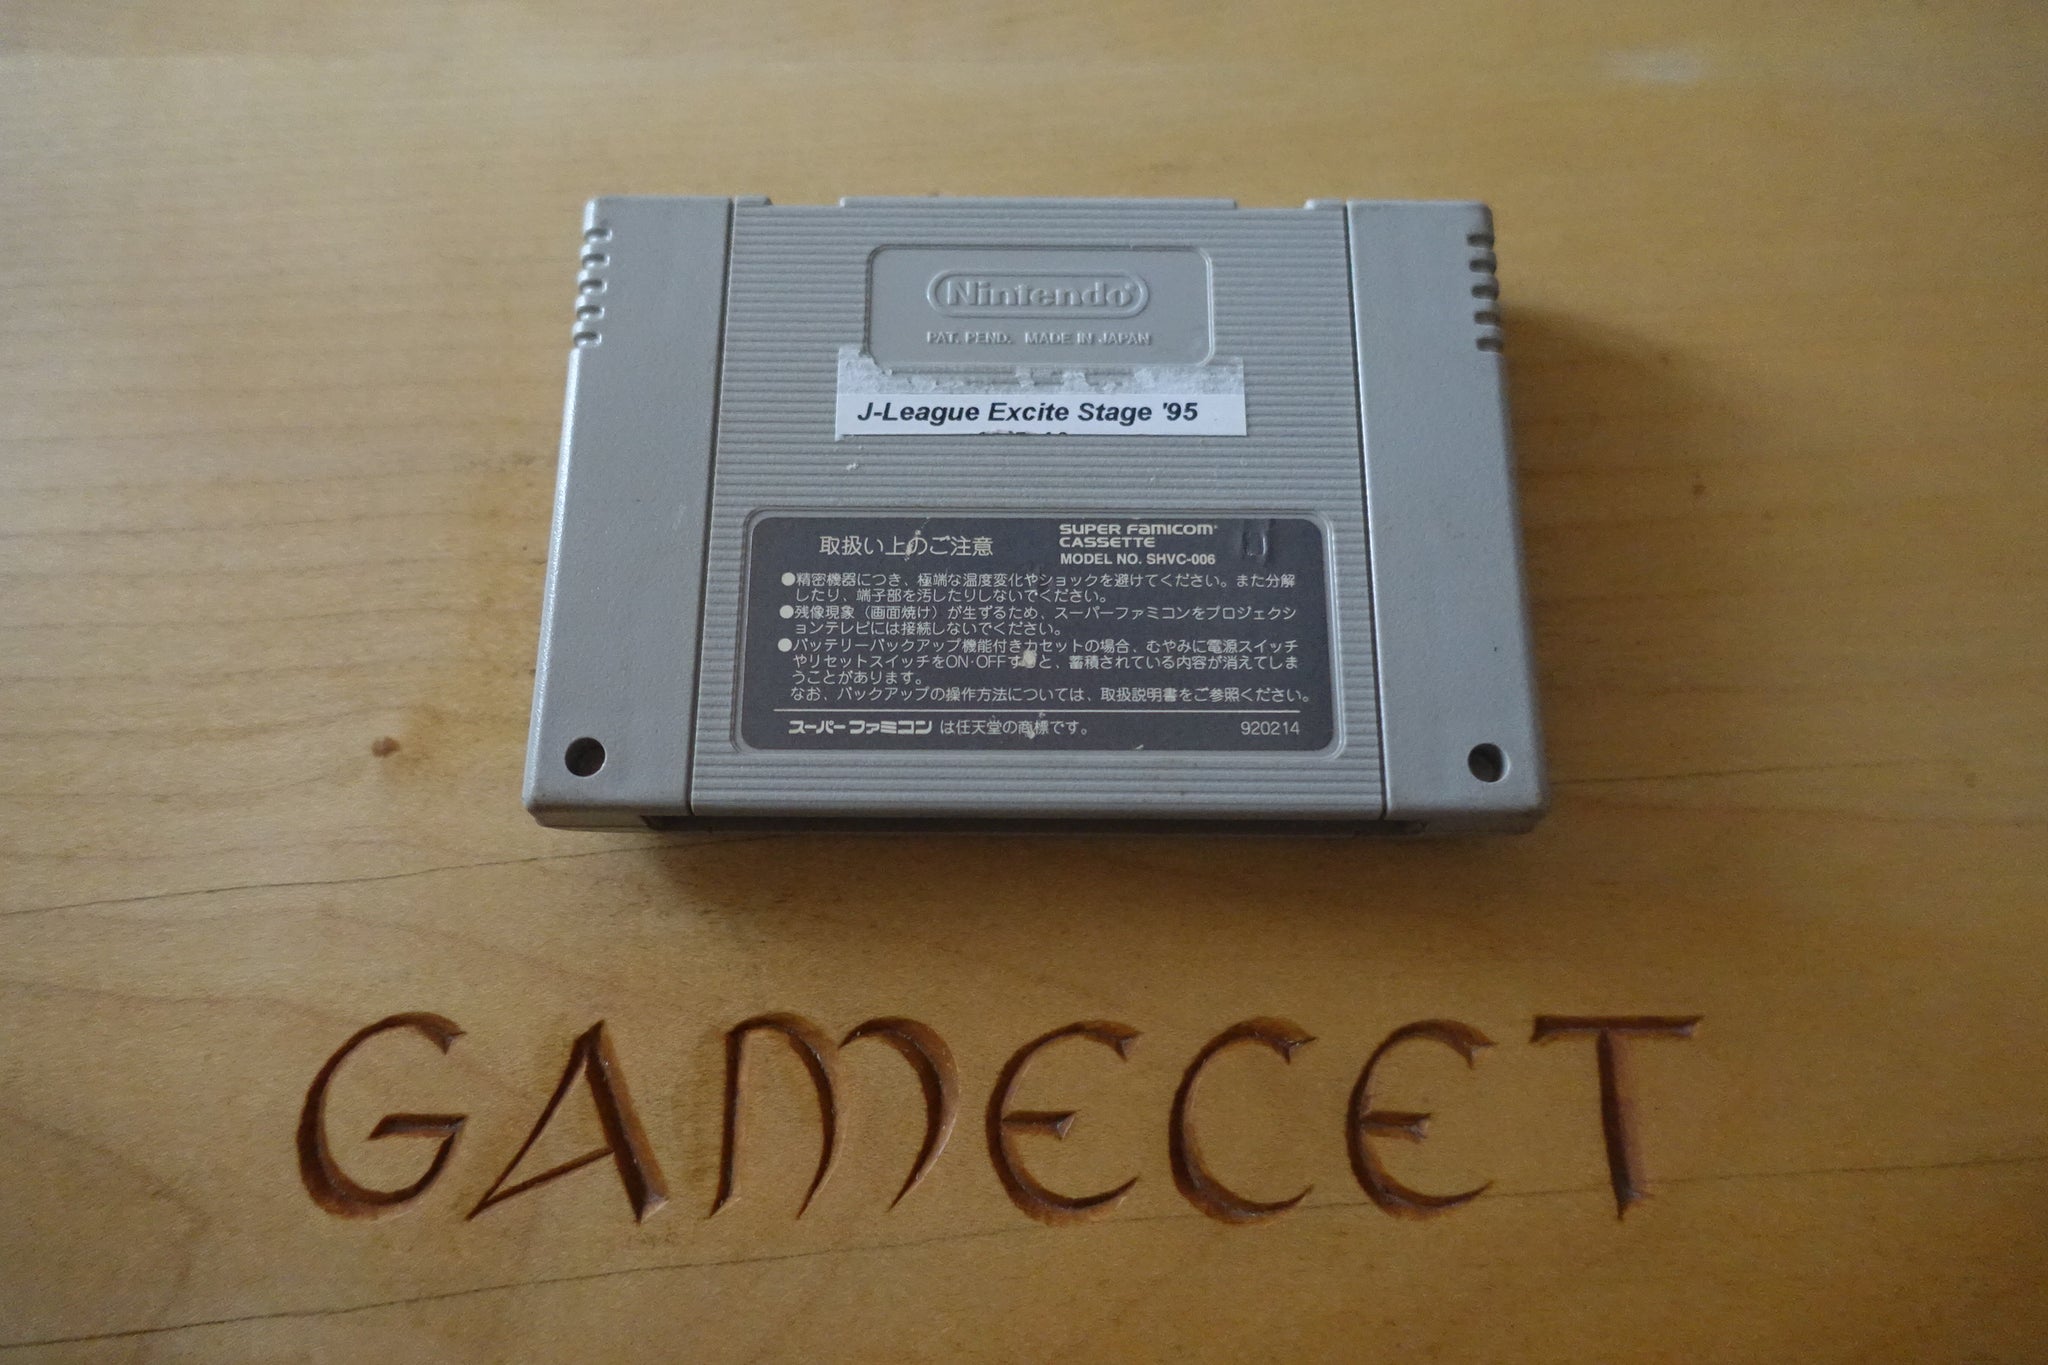 Nintendo
PAT. PEND. MADE IN JAPAN
J-League Excite Stage '95
取扱い上のご注意
SUPER FAMICOM
CASSETTE
MODEL NO. SHVC-006
●精密機器につき、極端な温度変化やショックを避けてください。また分解
したり、端子部を汚したりしないでください。
●残像現象（画面焼け）が生ずるため、スーパーファミコンをプロジェクシ
ョンテレビには接続しないでください。
●バッテリーバックアップ機能付きカセットの場合、むやみに電源スイッチ
やリセットスイッチをON·OFFすると、蓄積されている内容が消えてしま
うことがあります。
なお、バックアップの操作方法については、取扱説明書をご参照ください。
スーパーファミコン は任天堂の商標です。 920214
GAMECET